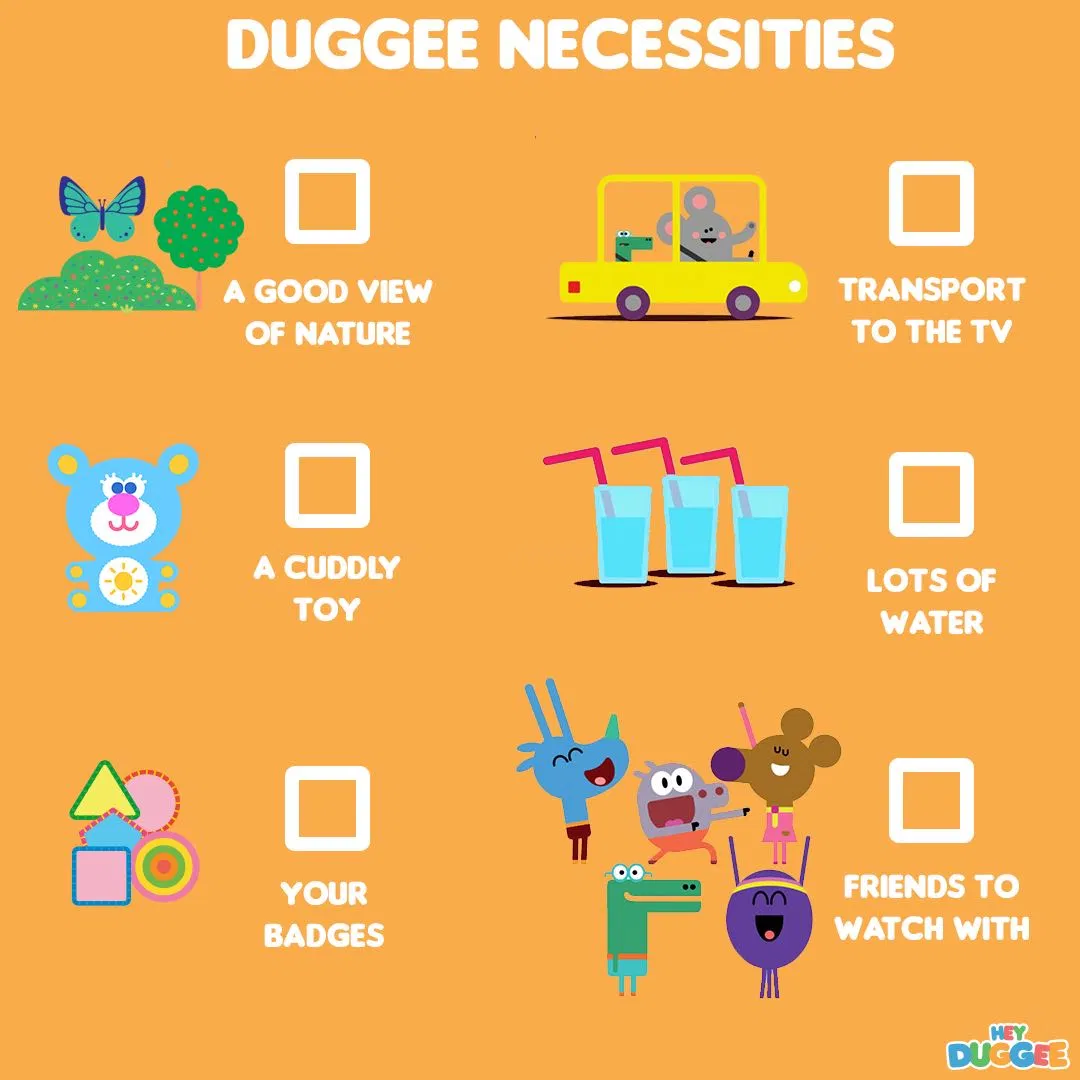 DUGGEE NECESSITIES
A GOOD VIEW
OF NATURE
TRANSPORT
TO THE TV
A CUDDLY
TOY
LOTS OF
WATER
YOUR
BADGES
FRIENDS TO
WATCH WITH
HEY
DUGGEE